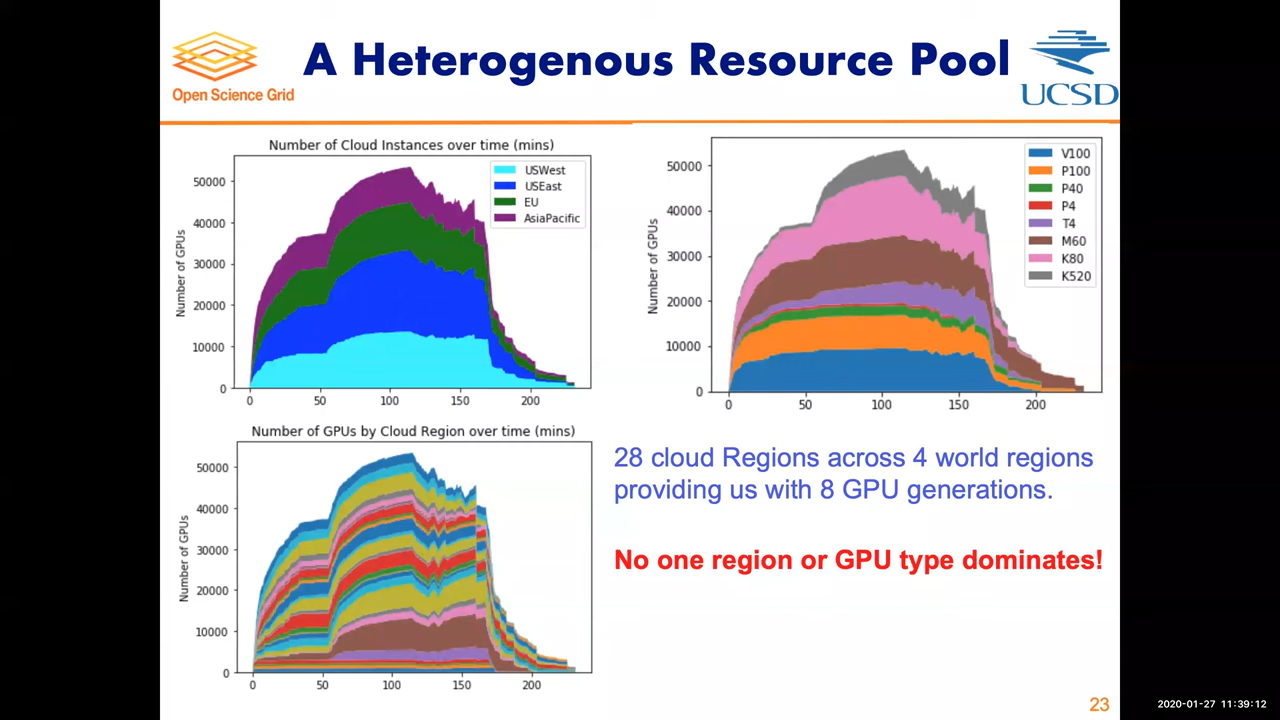 A Heterogenous Resource Pool
Open Science Grid
UCSD
Number of Cloud Instances over time (mins)
50000
40000
30000
20000
10000
0
Number of GPUs
0 50 100 150 200
USWest
USEast
EU
AsiaPacific
50000
40000
30000
20000
10000
0
Number of GPUs
0 50 100 150 200
V100
P100
P40
P4
T4
M60
K80
K520
Number of GPUs by Cloud Region over time (mins)
50000
40000
30000
20000
10000
0
Number of GPUs
0 50 100 150 200
28 cloud Regions across 4 world regions
providing us with 8 GPU generations.
No one region or GPU type dominates!
23
2020-01-27 11:39:12